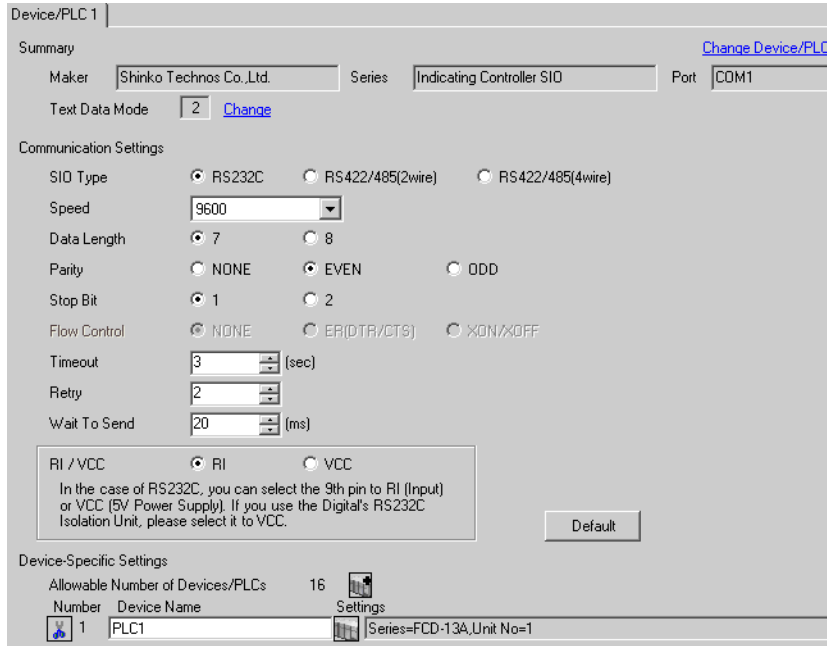 Device/PLC 1
Summary Change Device/PLC
Maker Shinko Technos Co.,Ltd. Series Indicating Controller SIO Port COM1
Text Data Mode 2 Change
Communication Settings
SIO Type RS232C RS422/485(2wire) RS422/485(4wire)
Speed 9600
Data Length 7 8
Parity NONE EVEN ODD
Stop Bit 1 2
Flow Control NONE ER(DTR/CTS) XON/XOFF
Timeout 3 (sec)
Retry 2
Wait To Send 20 (ms)
RI / VCC RI VCC
In the case of RS232C, you can select the 9th pin to RI (Input)
or VCC (5V Power Supply). If you use the Digital's RS232C
Isolation Unit, please select it to VCC.
Default
Device-Specific Settings
Allowable Number of Devices/PLCs 16
Number Device Name Settings
1 PLC1 Series=FCD-13A,Unit No=1